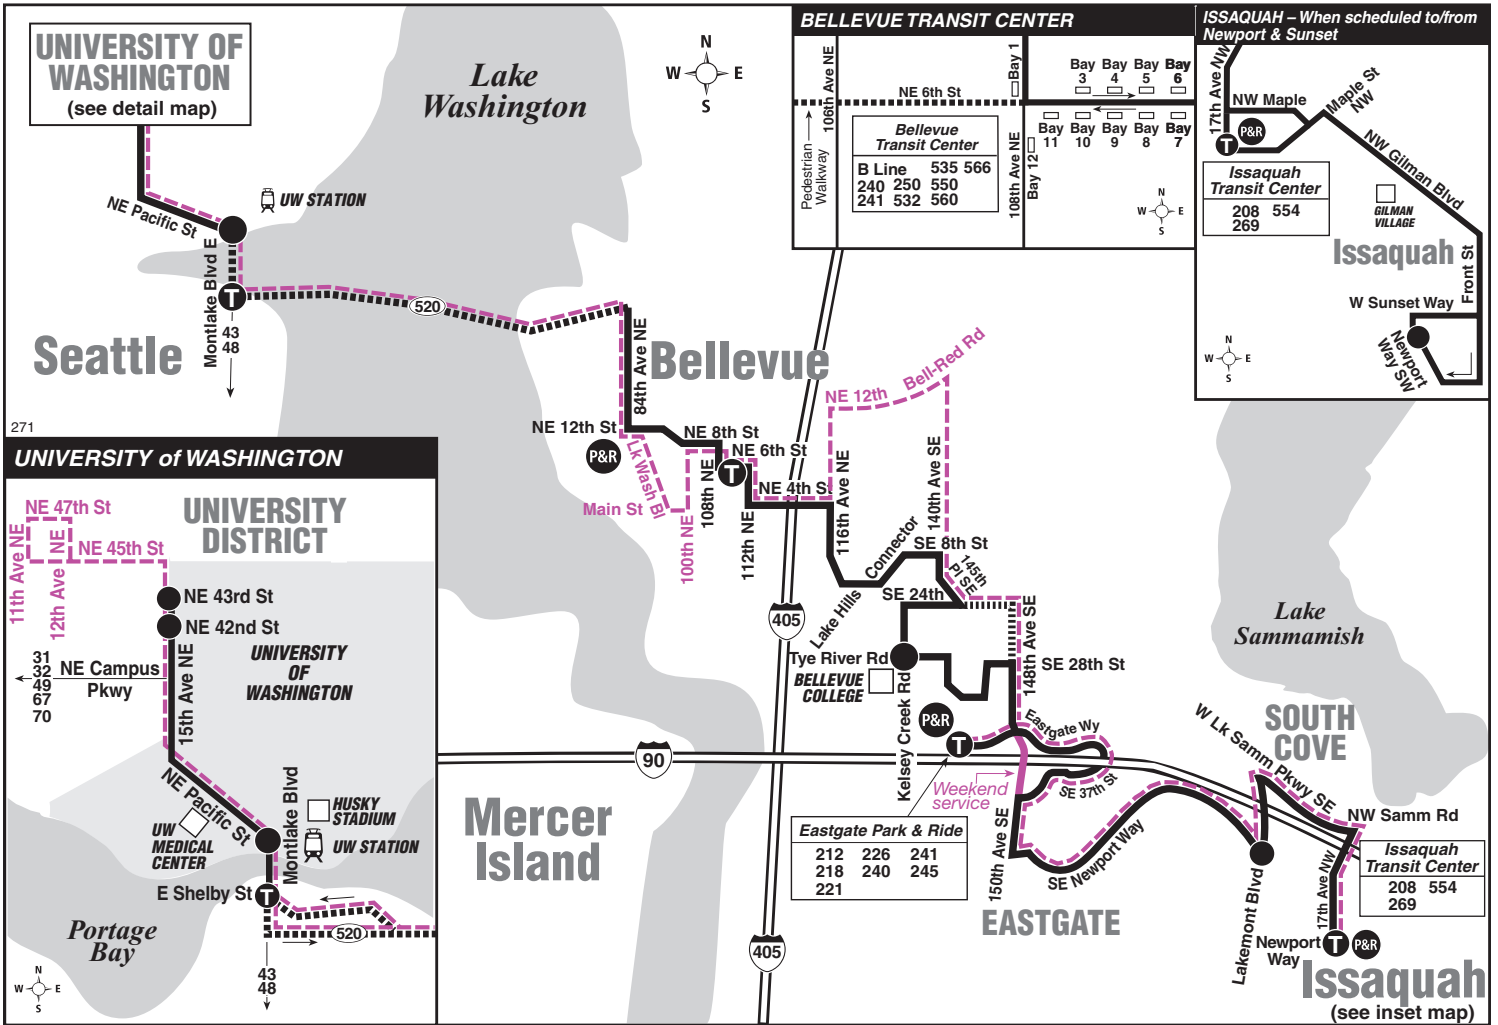 UNIVERSITY OF
WASHINGTON
(see detail map)
Lake
Washington
N
W E
S
BELLEVUE TRANSIT CENTER
106th Ave NE
NE 6th St
Bay 1
Bay
3
Bay
4
Bay
5
Bay
6
Bay
11
Bay
10
Bay
9
Bay
8
Bay
7
Bay 12
108th Ave NE
Pedestrian
Walkway
Bellevue
Transit Center
B Line 535 566
240 250 550
241 532 560
N
W E
S
ISSAQUAH – When scheduled to/from
Newport & Sunset
17th Ave NW
NW Maple
Maple St
NW
P&R
T
NW Gilman Blvd
Issaquah
Transit Center
208 554
269
GILMAN
VILLAGE
Issaquah
Front St
W Sunset Way
Newport
Way SW
N
W E
S
NE Pacific St
UW STATION
Montlake Blvd E
T
43
48
520
Seattle
Bellevue
84th Ave NE
NE 12th St
P&R
Lk Wash Bl
Main St
100th NE
NE 8th St
108th NE
T
NE 6th St
NE 4th St
112th NE
116th Ave NE
NE 12th
Bell-Red Rd
140th Ave SE
Lake Hills
Connector
SE 8th St
145th
Pl SE
SE 24th
405
Tye River Rd
BELLEVUE
COLLEGE
Kelsey Creek Rd
148th Ave SE
SE 28th St
P&R
T
Eastgate Wy
Weekend
service
SE 37th St
90
Eastgate Park & Ride
212 226 241
218 240 245
221
150th Ave SE
SE Newport Way
EASTGATE
405
Mercer
Island
Lake
Sammamish
SOUTH
COVE
W Lk Samm Pkwy SE
NW Samm Rd
Lakemont Blvd
17th Ave NW
Issaquah
Transit Center
208 554
269
Newport
Way
T
P&R
Issaquah
(see inset map)
271
UNIVERSITY of WASHINGTON
NE 47th St
11th Ave NE
12th Ave NE
NE 45th St
UNIVERSITY
DISTRICT
NE 43rd St
NE 42nd St
31
32
49
67
70
NE Campus
Pkwy
15th Ave NE
UNIVERSITY
OF
WASHINGTON
NE Pacific St
Montlake Blvd
HUSKY
STADIUM
UW
MEDICAL
CENTER
UW STATION
E Shelby St
T
520
43
48
Portage
Bay
N
W E
S